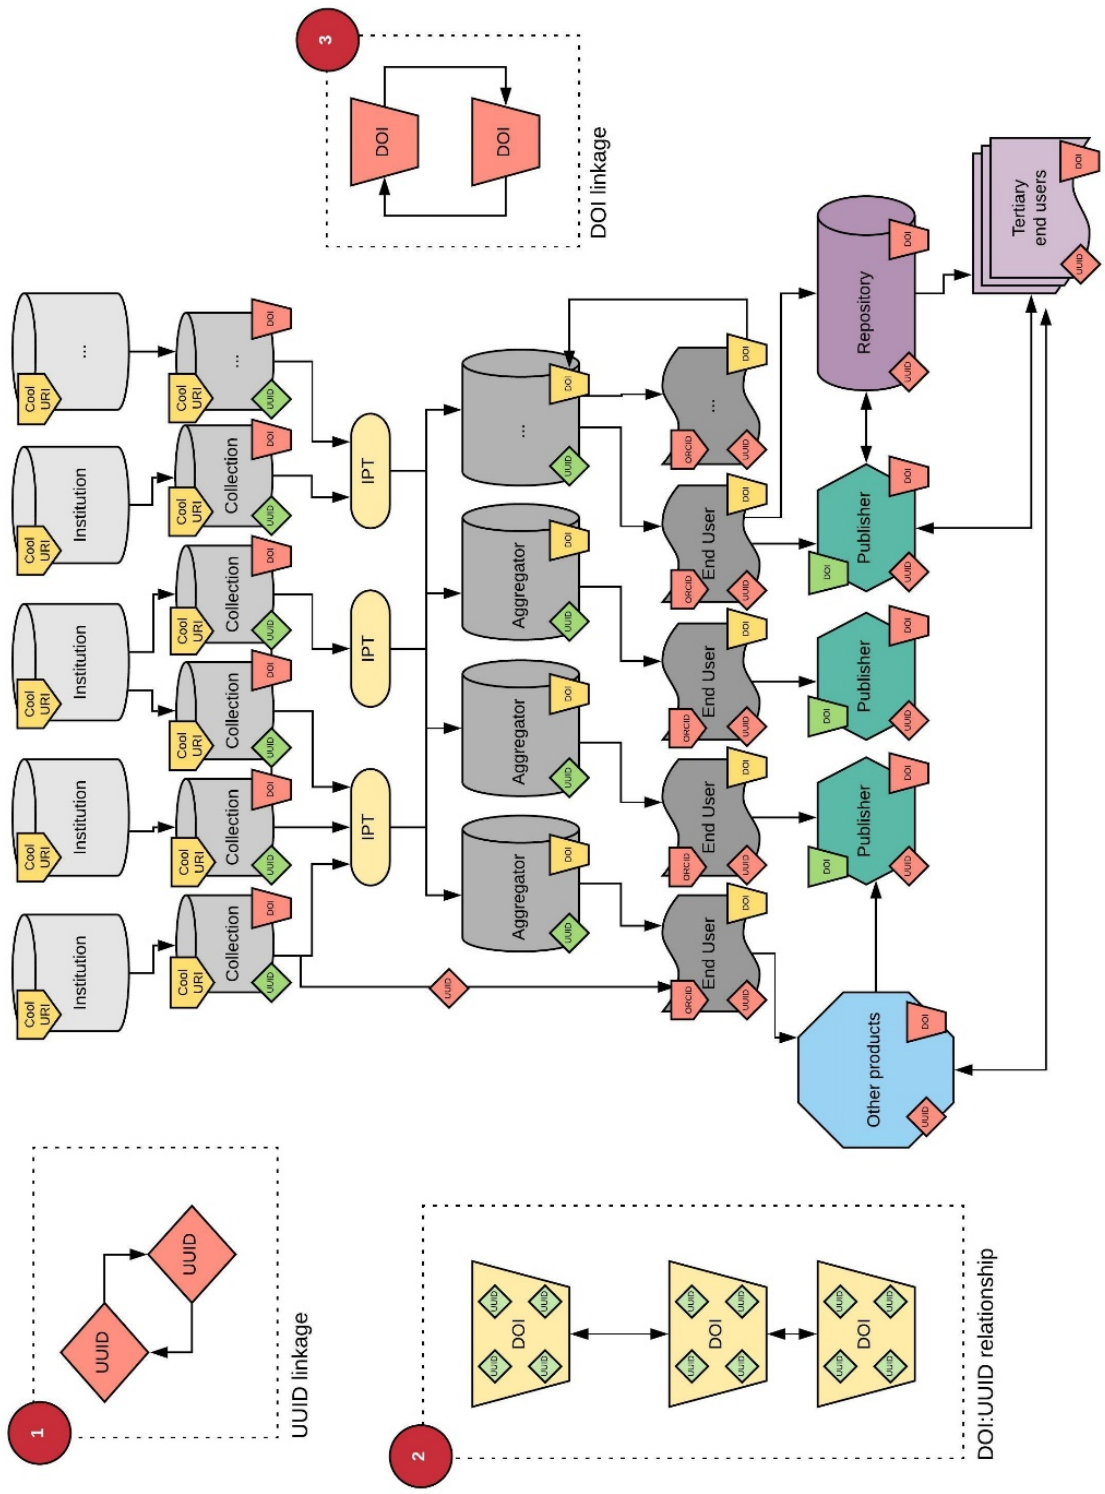 1
UUID
UUID
UUID linkage
2
UUID UUID
DOI
UUID UUID
UUID UUID
DOI
UUID UUID
UUID UUID
DOI
UUID UUID
DOI:UUID relationship
Cool
URI
Institution
Cool
URI
Institution
Cool
URI
Institution
Cool
URI
Institution
Cool
URI
...
Cool
URI
Collection
UUID
DOI
Cool
URI
Collection
UUID
DOI
Cool
URI
Collection
UUID
DOI
Cool
URI
Collection
UUID
DOI
Cool
URI
Collection
UUID
DOI
Cool
URI
...
UUID
DOI
IPT
IPT
IPT
UUID
Aggregator
UUID
DOI
Aggregator
UUID
DOI
Aggregator
UUID
DOI
...
UUID
DOI
ORCID
End User
UUID
DOI
ORCID
End User
UUID
DOI
ORCID
End User
UUID
DOI
ORCID
End User
UUID
DOI
ORCID
...
UUID
DOI
Other products
UUID
DOI
DOI
Publisher
UUID
DOI
DOI
Publisher
UUID
DOI
DOI
Publisher
UUID
DOI
Repository
UUID
DOI
Tertiary
end users
UUID
DOI
3
DOI
DOI
DOI linkage